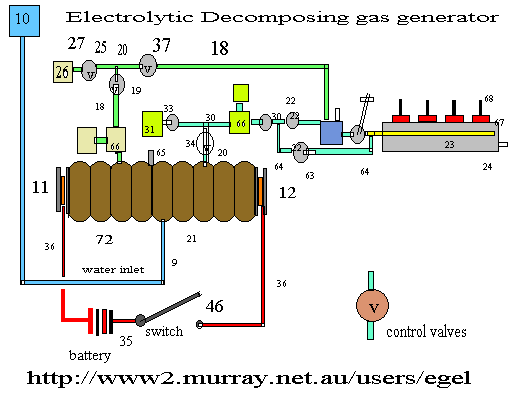 10 Electrolytic Decomposing gas generator
27 25 20 37 18
26 v v
v 19
18 33 30 22 68
31 66 30 22 67
66 34 23
65 20 22
64 63 64 24
11 12
72 21
36 water inlet 9 36
46
switch
35
battery
v
control valves
http://www2.murray.net.au/users/egel